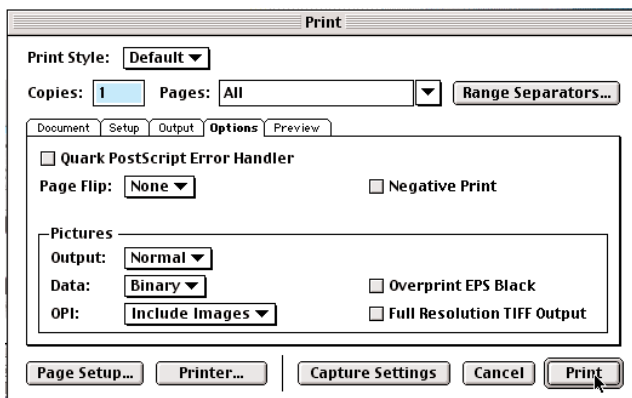 Print
Print Style: Default
Copies: 1 Pages: All Range Separators...
Document Setup Output Options Preview
Quark PostScript Error Handler
Page Flip: None Negative Print
Pictures
Output: Normal
Data: Binary Overprint EPS Black
OPI: Include Images Full Resolution TIFF Output
Page Setup... Printer... Capture Settings Cancel Print